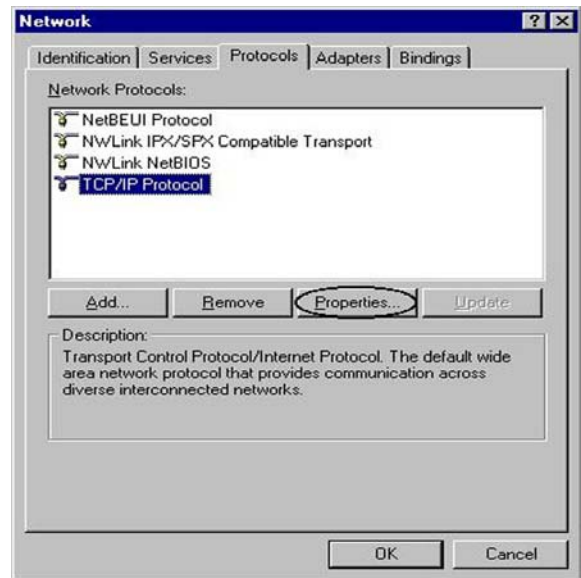 Network
Identification Services Protocols Adapters Bindings
Network Protocols:
NetBEUI Protocol
NWLink IPX/SPX Compatible Transport
NWLink NetBIOS
TCP/IP Protocol
Add... Remove Properties... Update
Description:
Transport Control Protocol/Internet Protocol. The default wide
area network protocol that provides communication across
diverse interconnected networks.
OK Cancel